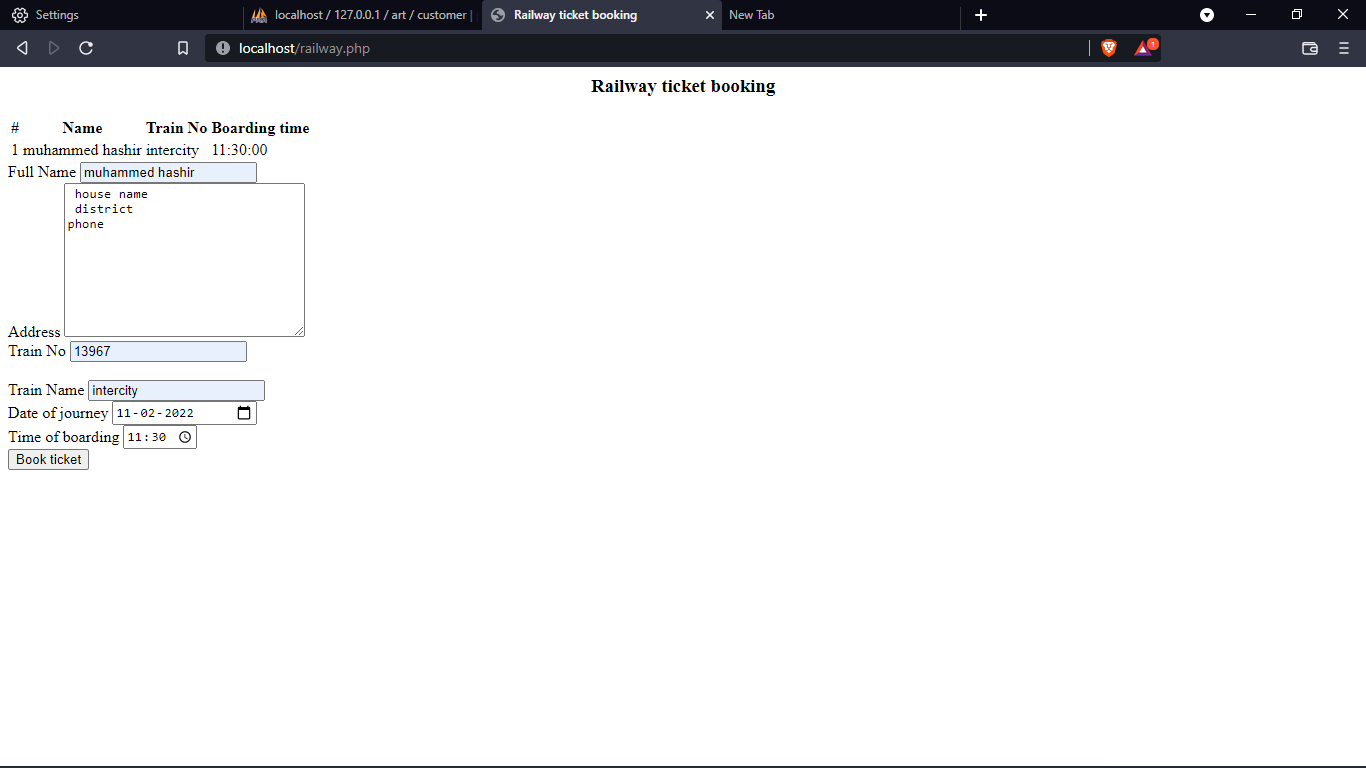 Settings
localhost / 127.0.0.1 / art / customer |
Railway ticket booking
New Tab
localhost/railway.php
1
Railway ticket booking
# Name Train No Boarding time
1 muhammed hashir intercity 11:30:00
Full Name muhammed hashir
house name
district
phone
Address
Train No 13967
Train Name intercity
Date of journey 11-02-2022
Time of boarding 11:30
Book ticket